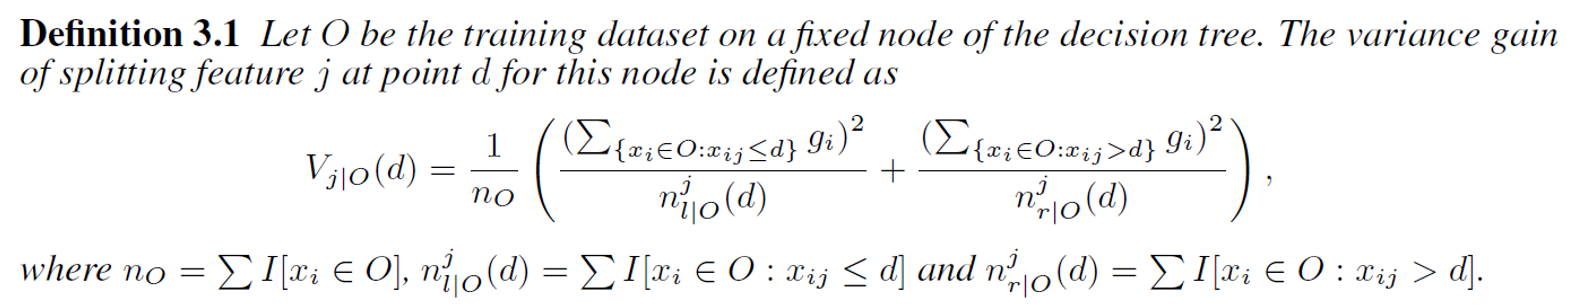 Definition 3.1 Let O be the training dataset on a fixed node of the decision tree. The variance gain
of splitting feature j at point d for this node is defined as
$V_{j|O}(d) = \frac{1}{n_O} \left( \frac{(\sum_{\{x_i \in O: x_{ij} \leq d\}} g_i)^2}{n^j_{l|O}(d)} + \frac{(\sum_{\{x_i \in O: x_{ij} > d\}} g_i)^2}{n^j_{r|O}(d)} \right),$
where $n_O = \sum I[x_i \in O]$, $n^j_{l|O}(d) = \sum I[x_i \in O : x_{ij} \leq d]$ and $n^j_{r|O}(d) = \sum I[x_i \in O : x_{ij} > d]$.